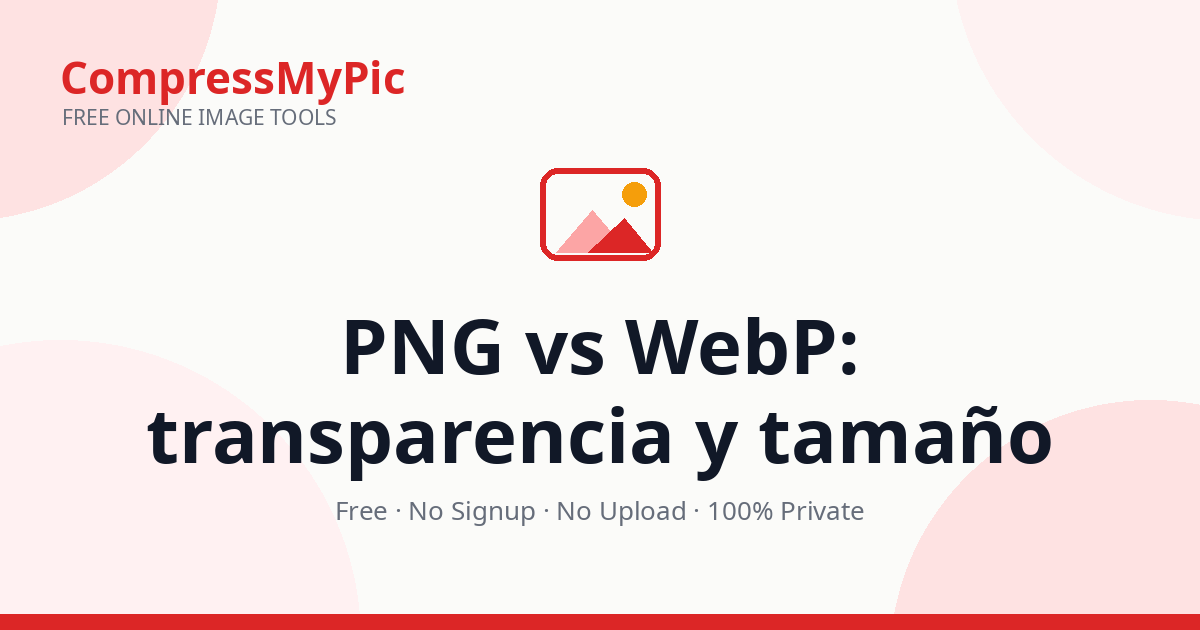 CompressMyPic
FREE ONLINE IMAGE TOOLS
PNG vs WebP:
transparencia y tamaño
Free · No Signup · No Upload · 100% Private